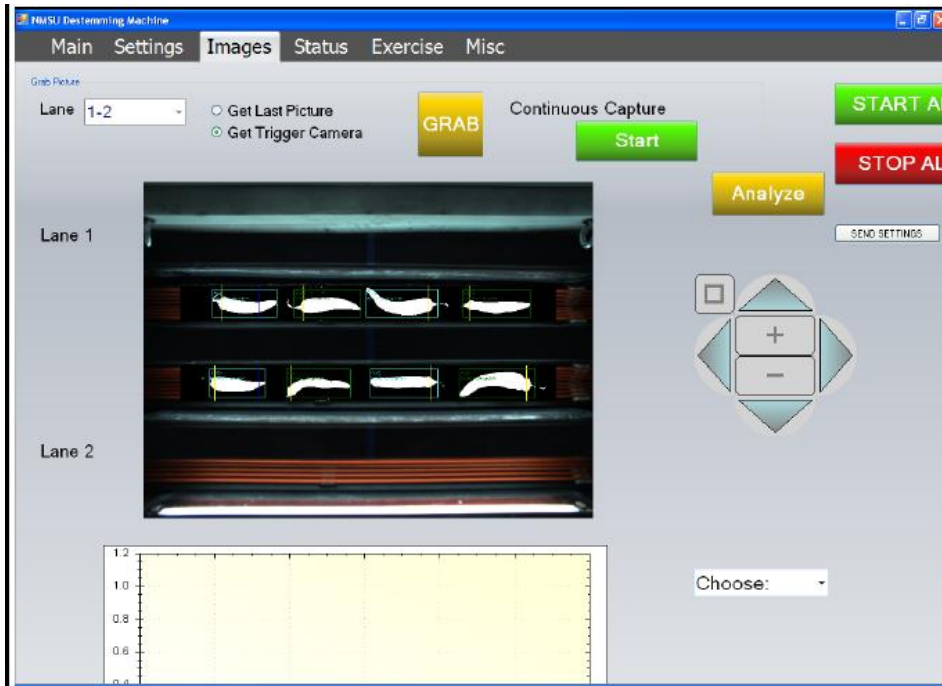 NMSU Destemming Machine
Main Settings Images Status Exercise Misc
Grab Picture
Lane 1-2
Get Last Picture
Get Trigger Camera
GRAB
Continuous Capture
Start
START A
STOP AL
Analyze
SEND SETTINGS
Lane 1
+
−
Lane 2
Choose:
1.2
1.0
0.8
0.6
0.4